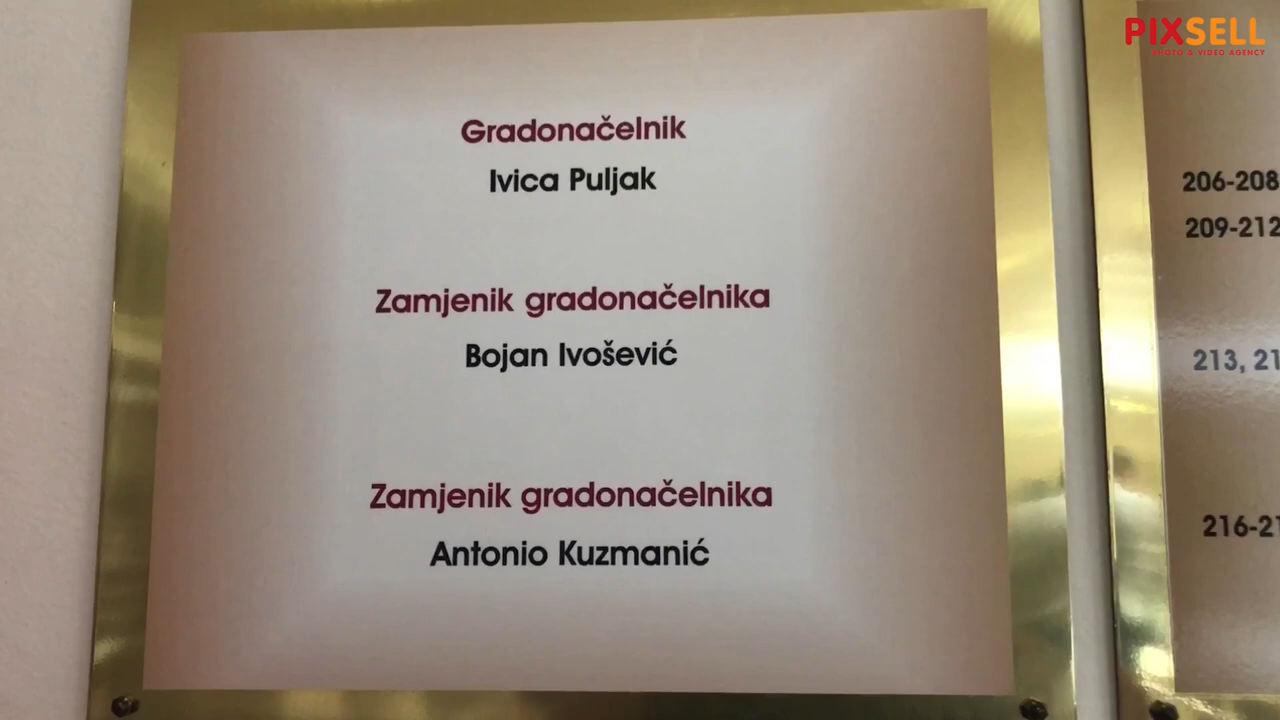 PIXSELL
PHOTO & VIDEO AGENCY
Gradonačelnik
Ivica Puljak
Zamjenik gradonačelnika
Bojan Ivošević
Zamjenik gradonačelnika
Antonio Kuzmanić
206-208
209-212
213,